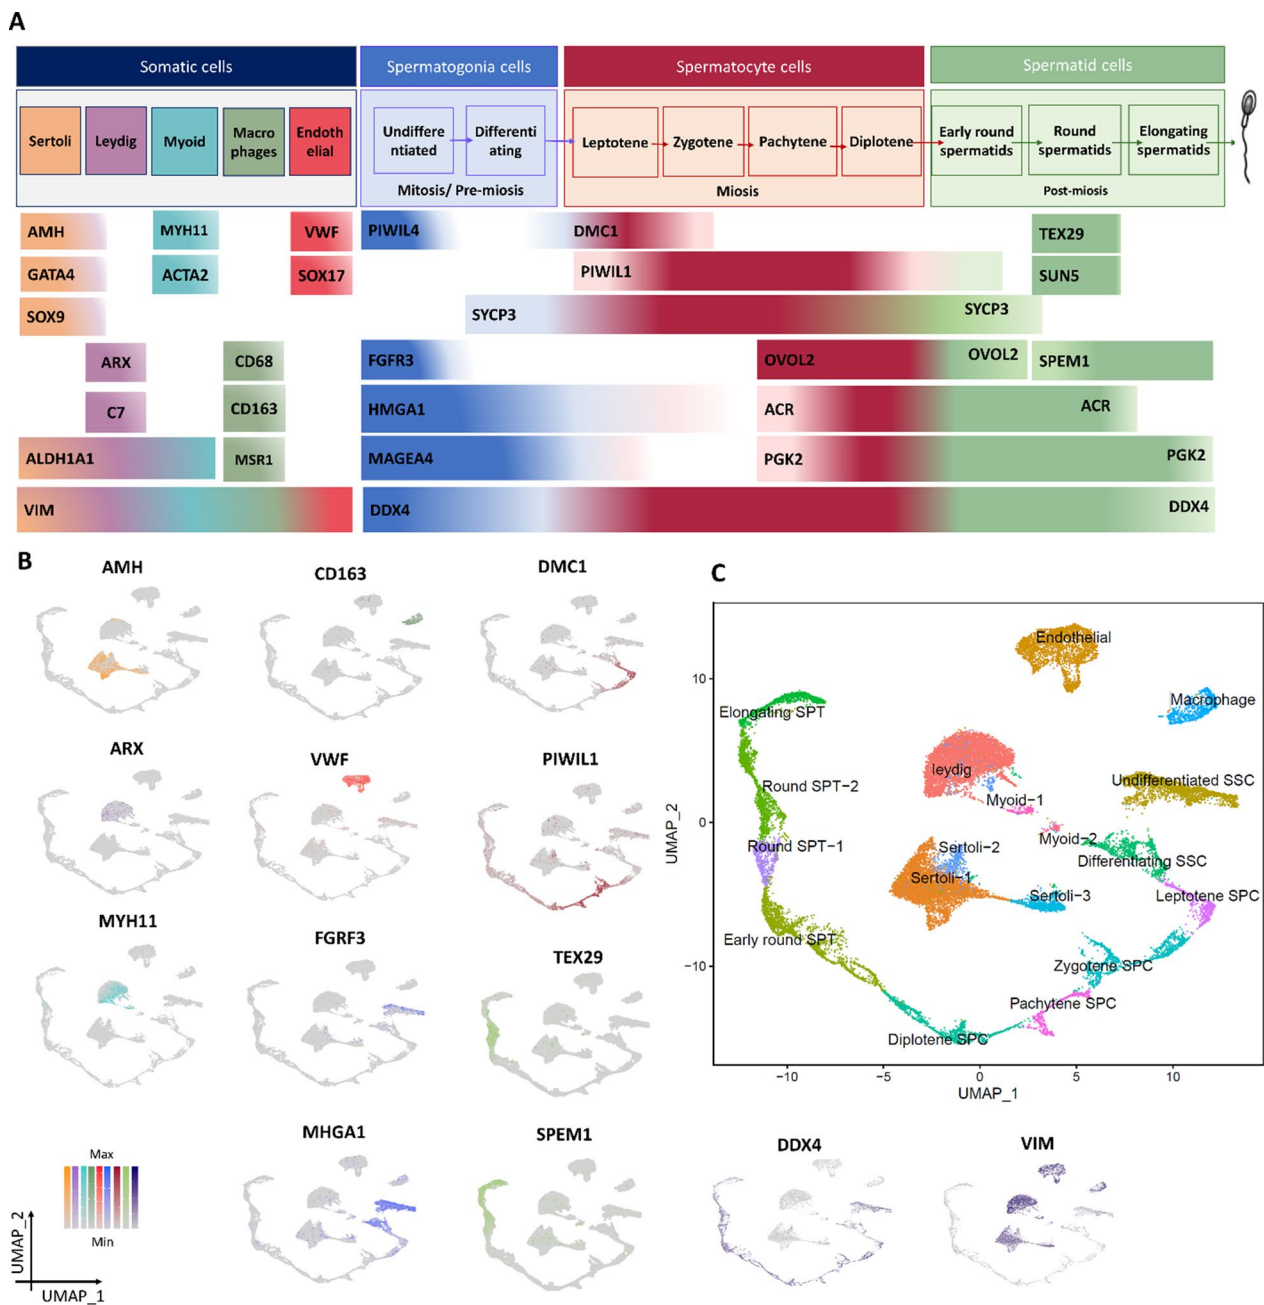 A
Somatic cells
Spermatogonia cells
Spermatocyte cells
Spermatid cells
Sertoli
Leydig
Myoid
Macro
phages
Endoth
elial
Undiffere
ntiated
Differenti
ating
Leptotene
Zygotene
Pachytene
Diplotene
Early round
spermatids
Round
spermatids
Elongating
spermatids
Mitosis/ Pre-miosis
Miosis
Post-miosis
AMH
MYH11
VWF
PIWIL4
DMC1
TEX29
GATA4
ACTA2
SOX17
PIWIL1
SUN5
SOX9
SYCP3
SYCP3
ARX
CD68
FGFR3
OVOL2
OVOL2
SPEM1
C7
CD163
HMGA1
ACR
ACR
ALDH1A1
MSR1
MAGEA4
PGK2
PGK2
VIM
DDX4
DDX4
B
AMH
CD163
DMC1
ARX
VWF
PIWIL1
MYH11
FGRF3
TEX29
MHGA1
SPEM1
DDX4
VIM
Max
Min
UMAP_2
UMAP_1
C
Endothelial
Macrophage
Elongating SPT
leydig
Undifferentiated SSC
Round SPT−2
Myoid−1
Myoid−2
Round SPT−1
Sertoli−2
Differentiating SSC
Sertoli−1
Sertoli−3
Leptotene SPC
Early round SPT
Zygotene SPC
Pachytene SPC
Diplotene SPC
10
0
−10
UMAP_2
−10
−5
0
5
10
UMAP_1